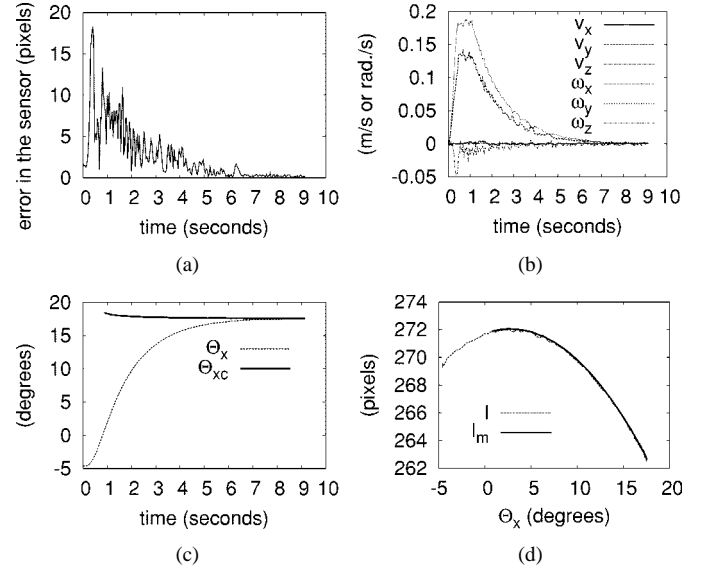 error in the sensor (pixels)
20
15
10
5
0
0 1 2 3 4 5 6 7 8 9 10
time (seconds)
(a)
(m/s or rad./s)
0.2
0.15
0.1
0.05
0
-0.05
v_x
v_y
v_z
ω_x
ω_y
ω_z
0 1 2 3 4 5 6 7 8 9 10
time (seconds)
(b)
(degrees)
20
15
10
5
0
-5
Θ_x
Θ_xc
0 1 2 3 4 5 6 7 8 9 10
time (seconds)
(c)
(pixels)
274
272
270
268
266
264
262
l
l_m
-5 0 5 10 15 20
Θ_x (degrees)
(d)